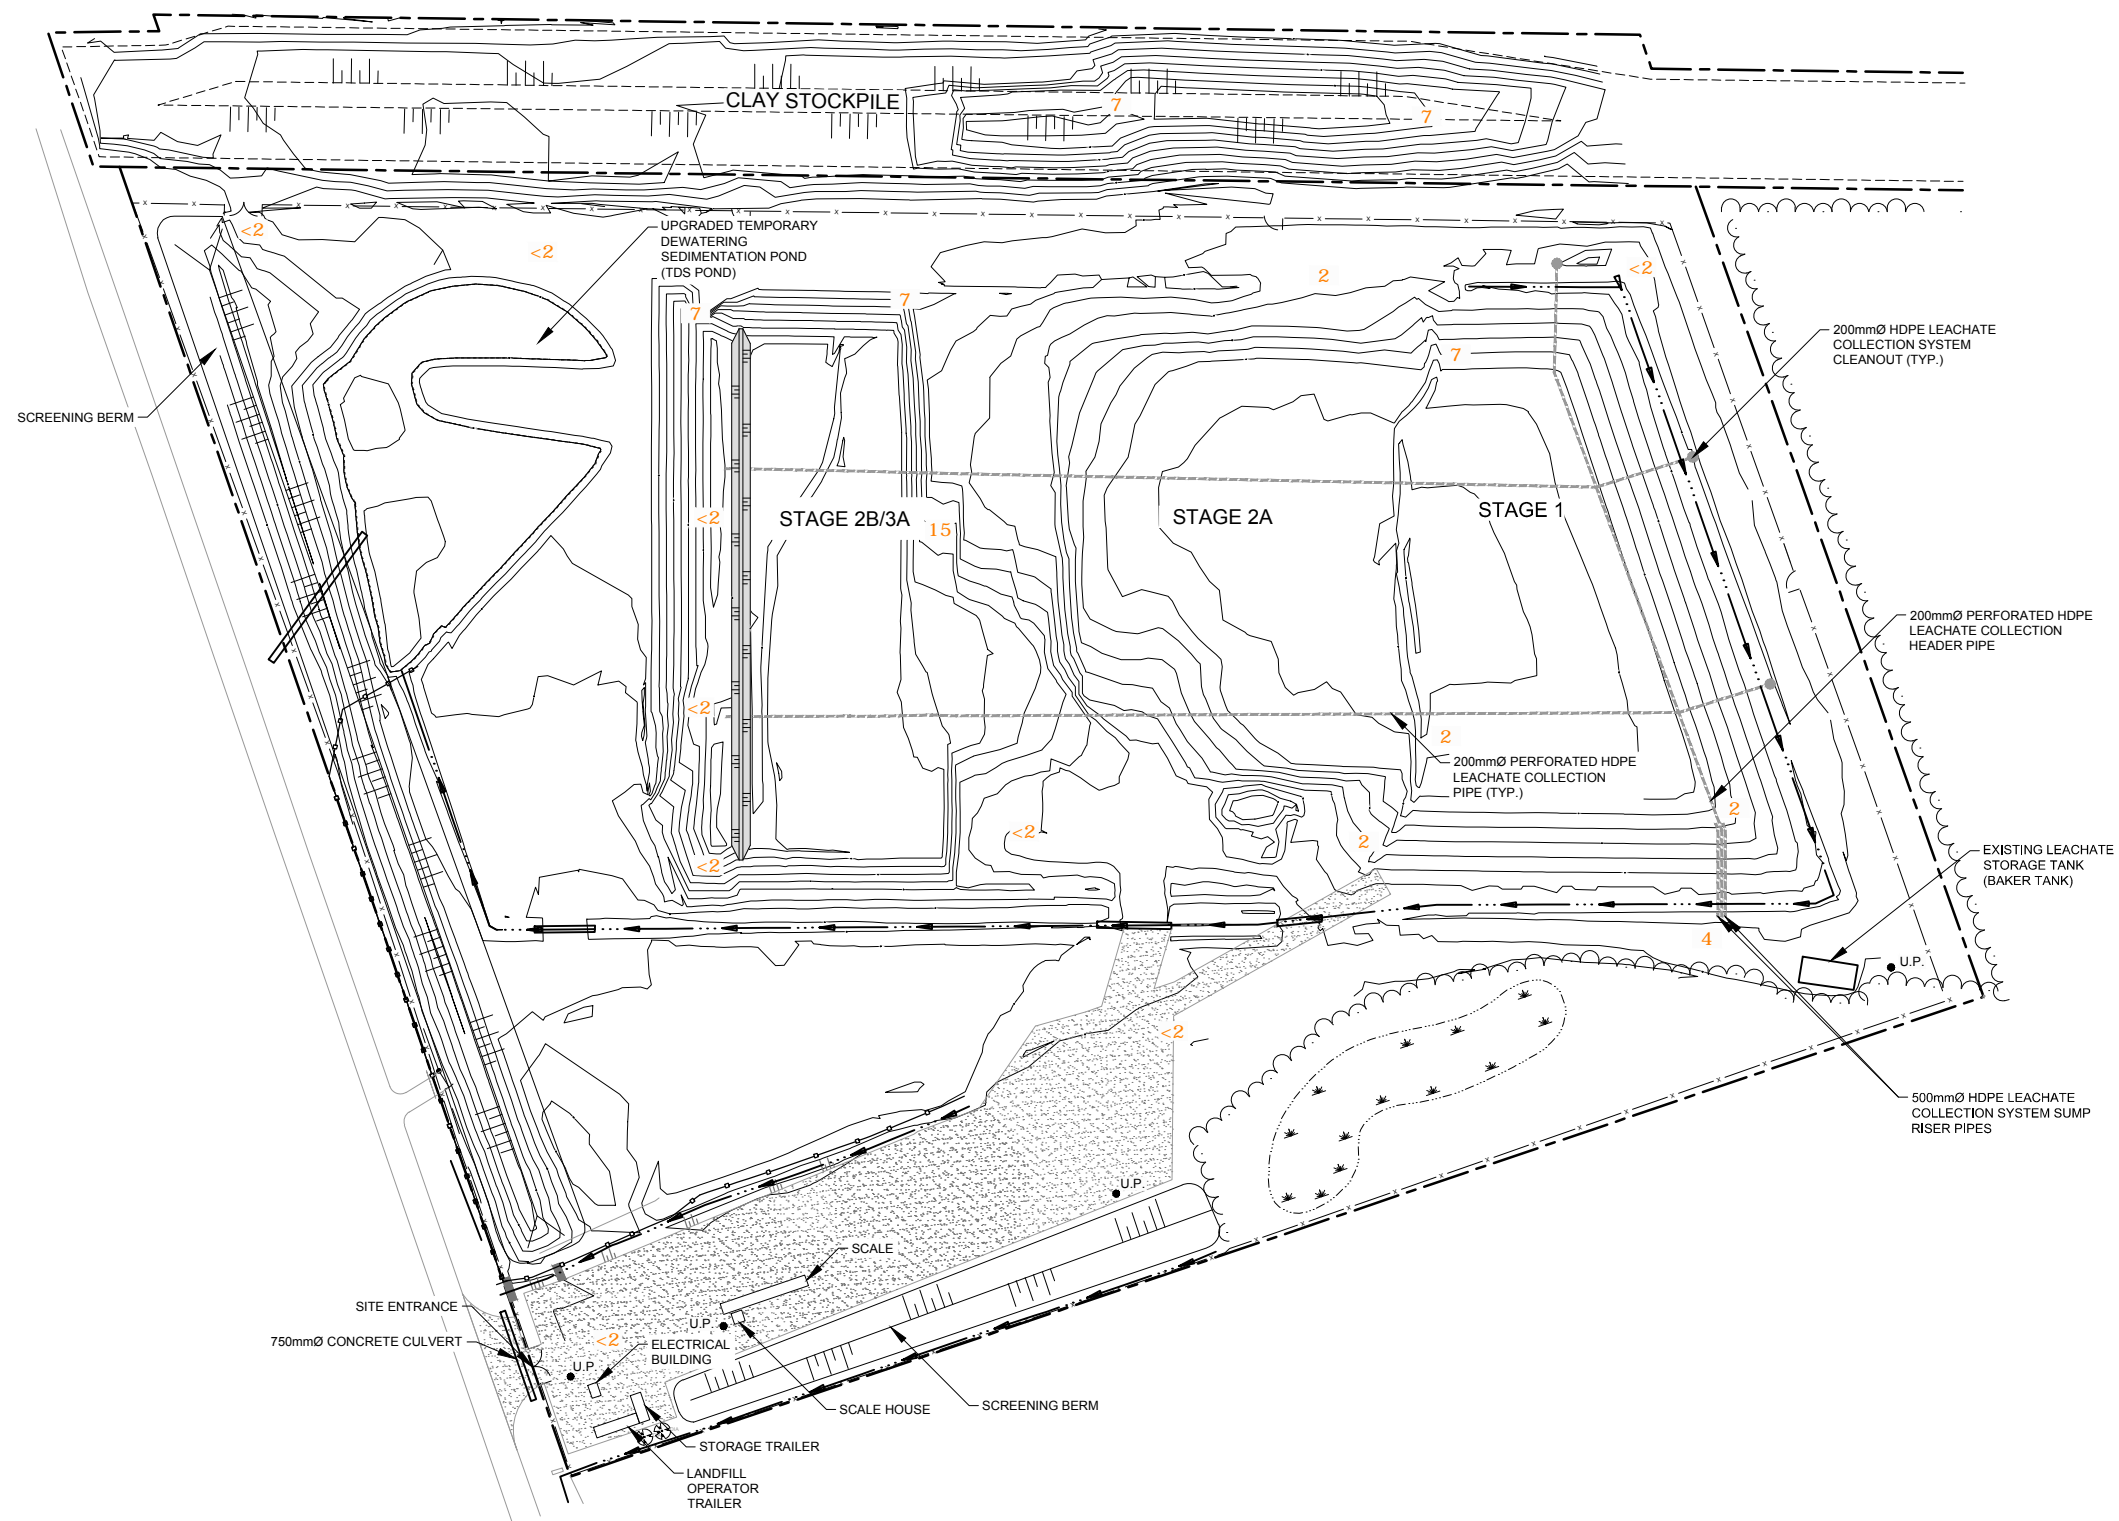 CLAY STOCKPILE
7
7
<2
<2
UPGRADED TEMPORARY
DEWATERING
SEDIMENTATION POND
(TDS POND)
2
<2
7
7
7
200mmØ HDPE LEACHATE
COLLECTION SYSTEM
CLEANOUT (TYP.)
SCREENING BERM
<2
STAGE 2B/3A
15
STAGE 2A
STAGE 1
200mmØ PERFORATED HDPE
LEACHATE COLLECTION
HEADER PIPE
<2
2
200mmØ PERFORATED HDPE
LEACHATE COLLECTION
PIPE (TYP.)
2
<2
2
<2
EXISTING LEACHATE
STORAGE TANK
(BAKER TANK)
4
U.P.
<2
500mmØ HDPE LEACHATE
COLLECTION SYSTEM SUMP
RISER PIPES
U.P.
SCALE
SITE ENTRANCE
750mmØ CONCRETE CULVERT
<2
U.P.
ELECTRICAL
BUILDING
U.P.
SCALE HOUSE
SCREENING BERM
STORAGE TRAILER
LANDFILL
OPERATOR
TRAILER